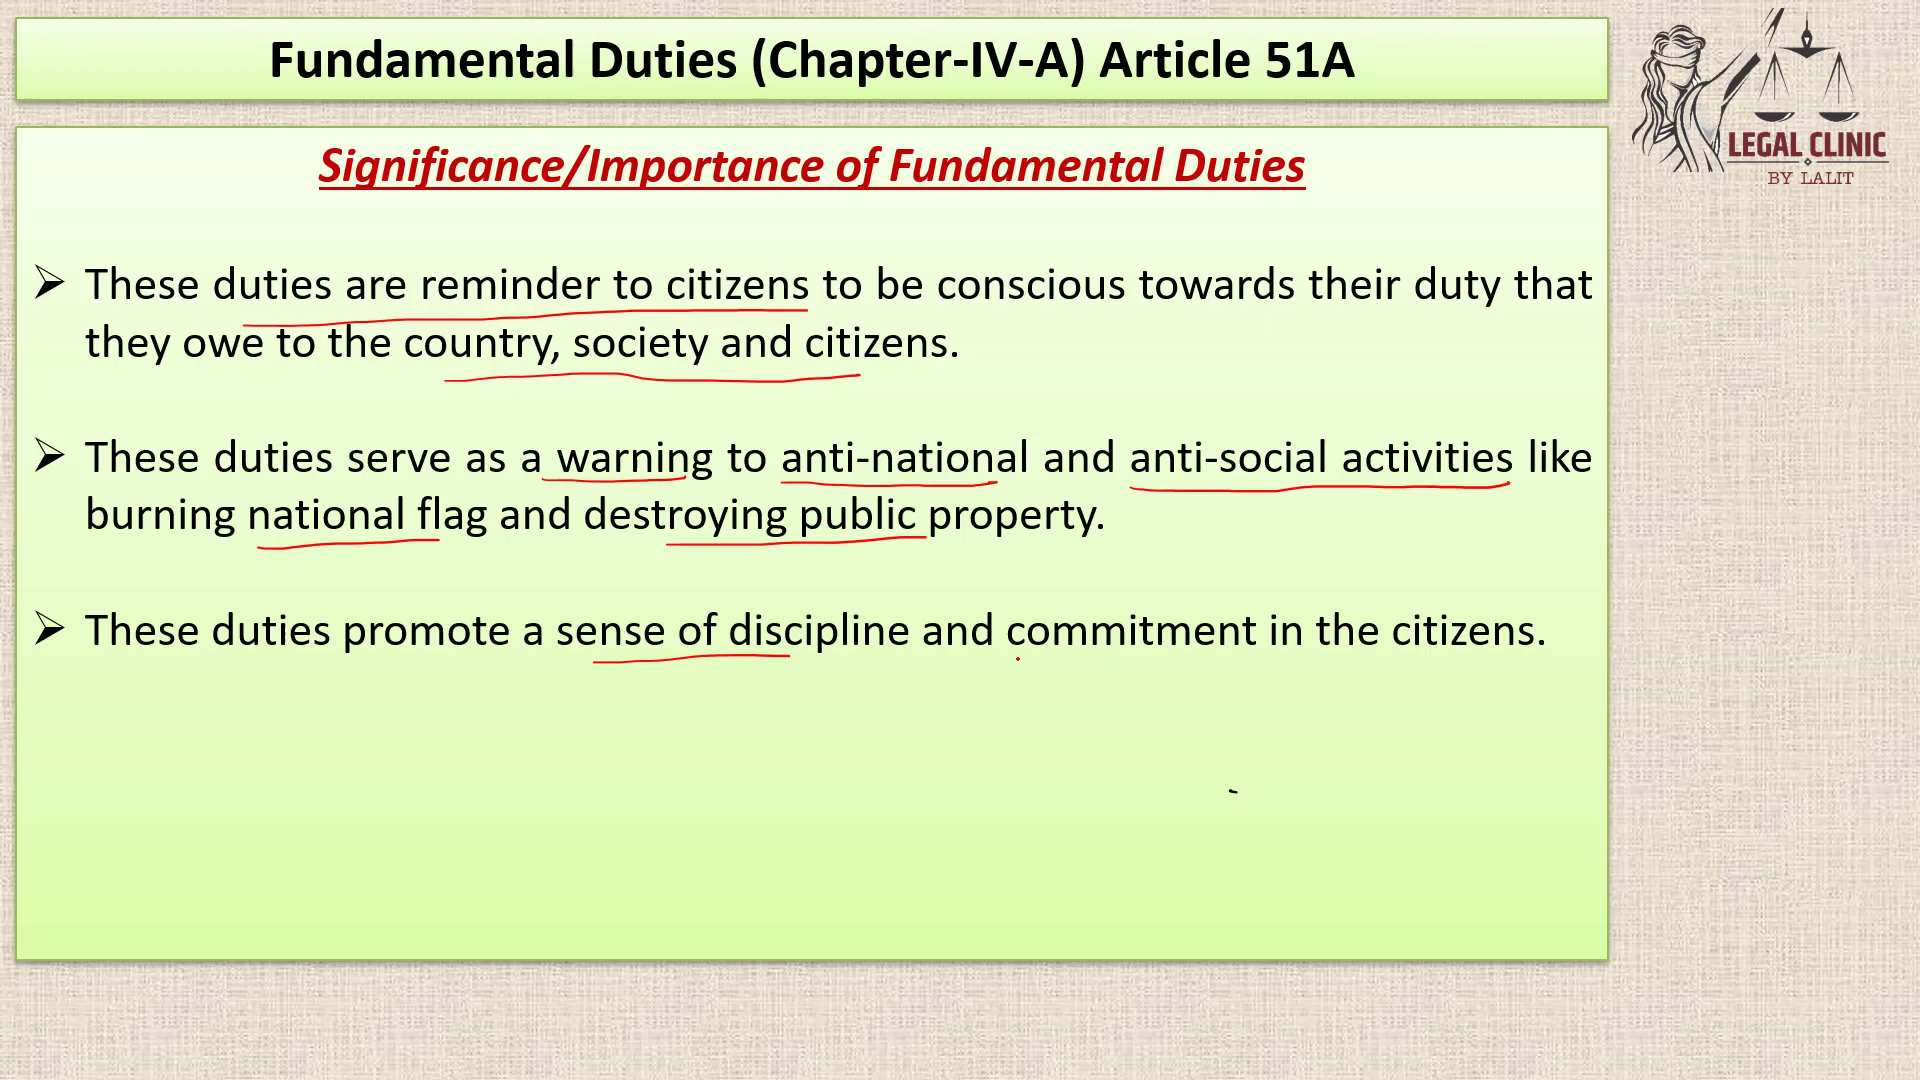 Fundamental Duties (Chapter-IV-A) Article 51A
LEGAL CLINIC
BY LALIT
Significance/Importance of Fundamental Duties
➢ These duties are reminder to citizens to be conscious towards their duty that
they owe to the country, society and citizens.
➢ These duties serve as a warning to anti-national and anti-social activities like
burning national flag and destroying public property.
➢ These duties promote a sense of discipline and commitment in the citizens.